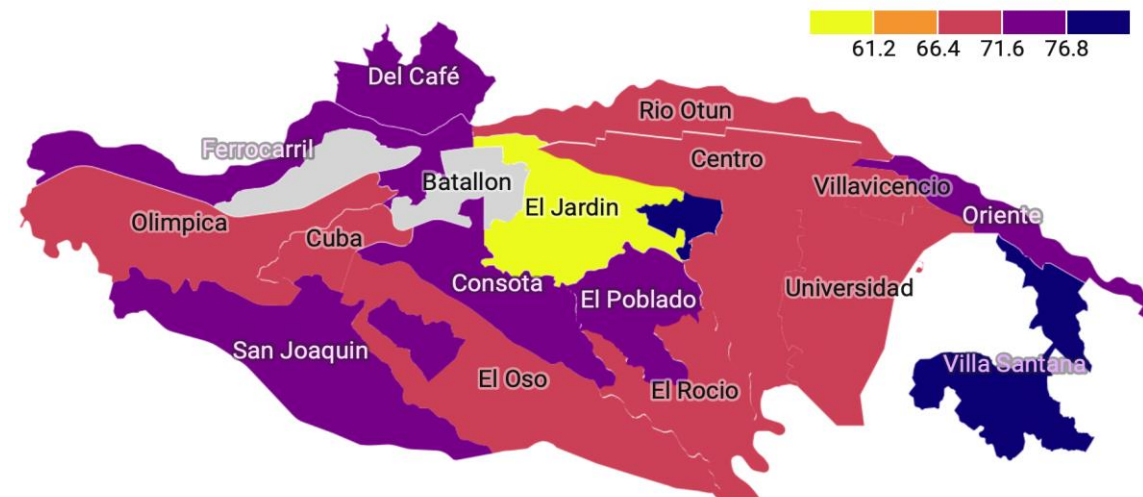 61.2 66.4 71.6 76.8
Del Café
Rio Otun
Ferrocarril
Centro
Batallon
Villavicencio
El Jardin
Olimpica
Oriente
Cuba
Consota
El Poblado
Universidad
San Joaquin
Villa Santana
El Oso
El Rocio